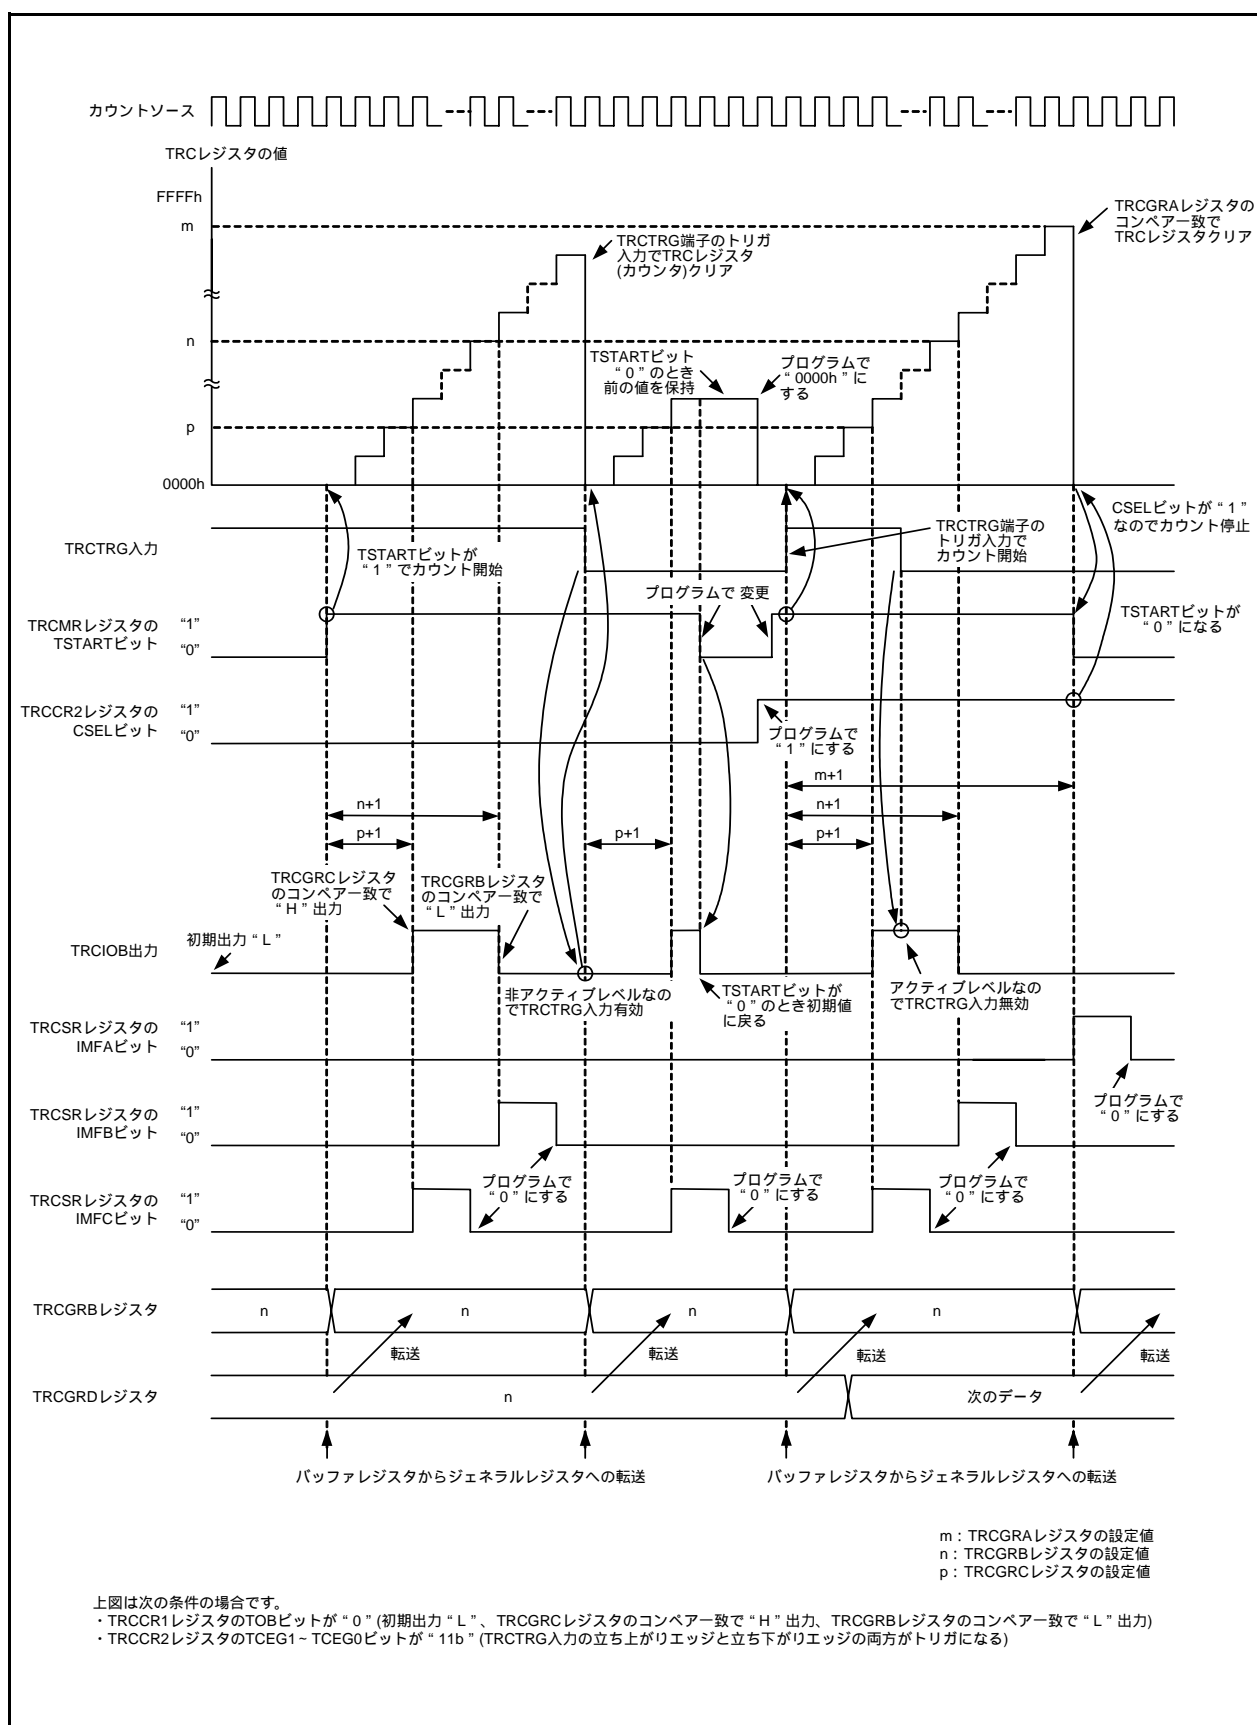 カウントソース
TRCレジスタの値
FFFFh
m
n
p
0000h
TRCTRG端子のトリガ
入力でTRCレジスタ
(カウンタ)クリア
TRCGRAレジスタの
コンペア一致で
TRCレジスタクリア
TSTARTビット
“ 0 ” のとき
前の値を保持
プログラムで
“ 0000h ” に
する
TRCTRG入力
TSTARTビットが
“ 1 ” でカウント開始
TRCTRG端子の
トリガ入力で
カウント開始
CSELビットが “ 1 ”
なのでカウント停止
プログラムで 変更
TRCMRレジスタの
TSTARTビット
“1”
“0”
TSTARTビットが
“ 0 ” になる
TRCCR2レジスタの
CSELビット
“1”
“0”
プログラムで
“ 1 ” にする
m+1
n+1
p+1
p+1
n+1
p+1
TRCGRCレジスタ
のコンペア一致で
“ H ” 出力
TRCGRBレジスタ
のコンペア一致で
“ L ” 出力
TRCIOB出力
初期出力 “ L ”
非アクティブレベルなの
でTRCTRG入力有効
TSTARTビットが
“ 0 ” のとき初期値
に戻る
アクティブレベルなの
でTRCTRG入力無効
TRCSRレジスタの
IMFAビット
“1”
“0”
プログラムで
“ 0 ” にする
TRCSRレジスタの
IMFBビット
“1”
“0”
プログラムで
“ 0 ” にする
プログラムで
“ 0 ” にする
TRCSRレジスタの
IMFCビット
“1”
“0”
プログラムで
“ 0 ” にする
プログラムで
“ 0 ” にする
TRCGRBレジスタ
n
n
n
n
転送
転送
転送
転送
TRCGRDレジスタ
n
次のデータ
バッファレジスタからジェネラルレジスタへの転送
バッファレジスタからジェネラルレジスタへの転送
m : TRCGRAレジスタの設定値
n : TRCGRBレジスタの設定値
p : TRCGRCレジスタの設定値
上図は次の条件の場合です。
・TRCCR1レジスタのTOBビットが “ 0 ” (初期出力 “ L ” 、TRCGRCレジスタのコンペア一致で “ H ” 出力、TRCGRBレジスタのコンペア一致で “ L ” 出力)
・TRCCR2レジスタのTCEG1~TCEG0ビットが “ 11b ” (TRCTRG入力の立ち上がりエッジと立ち下がりエッジの両方がトリガになる)